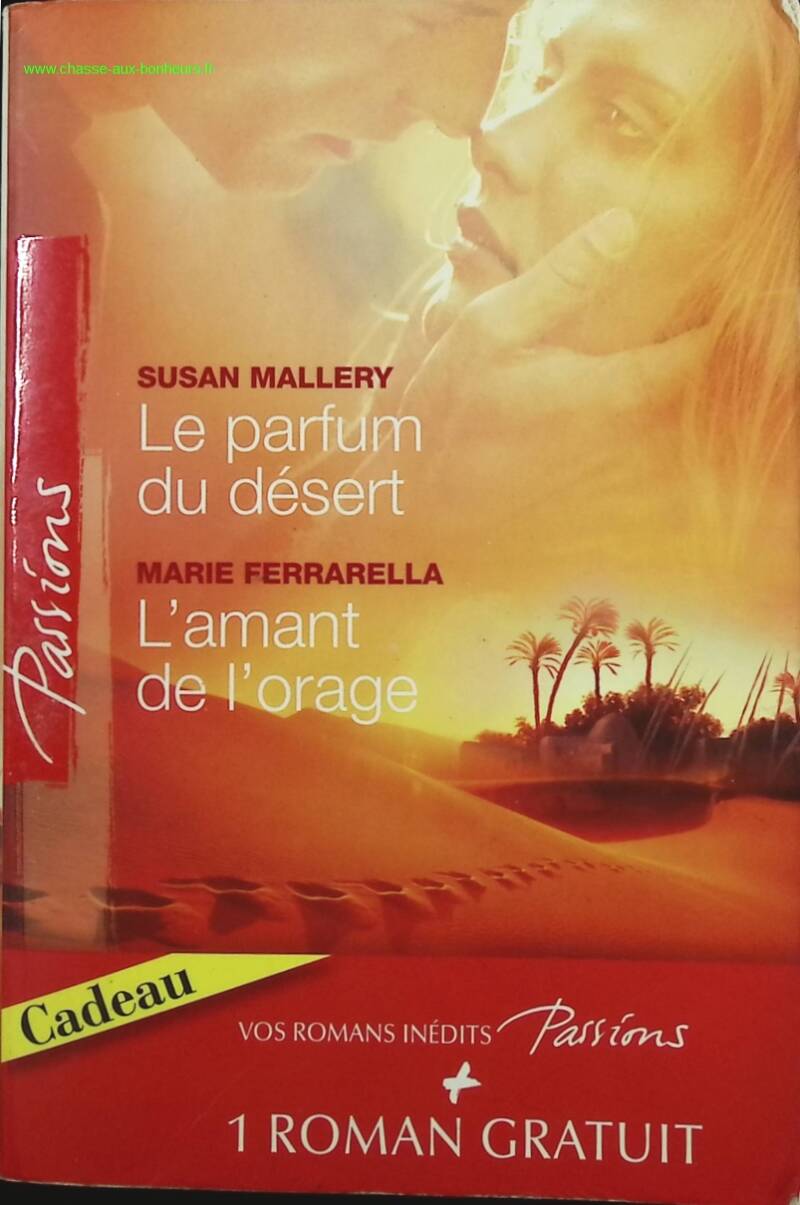 www.chasse-aux-bonheurs.fr
SUSAN MALLERY
Le parfum
du désert
MARIE FERRARELLA
L'amant
de l'orage
Passions
Cadeau
VOS ROMANS INÉDITS Passions
+
1 ROMAN GRATUIT